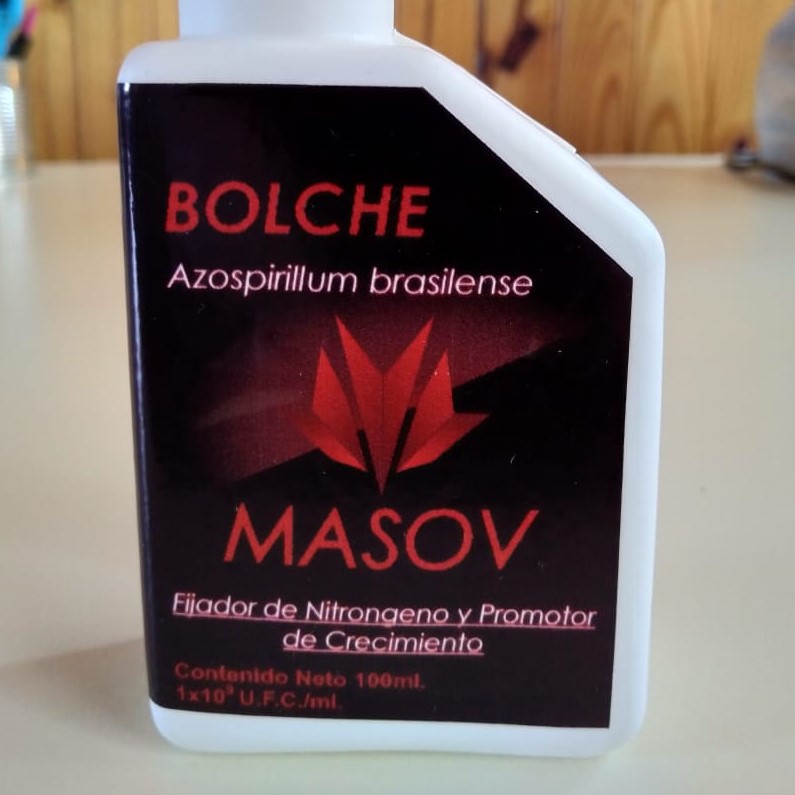 BOLCHE
Azospirillum brasilense
MASOV
Fijador de Nitrongeno y Promotor
de Crecimiento
Contenido Neto 100ml.
1x10⁹ U.F.C./ml.